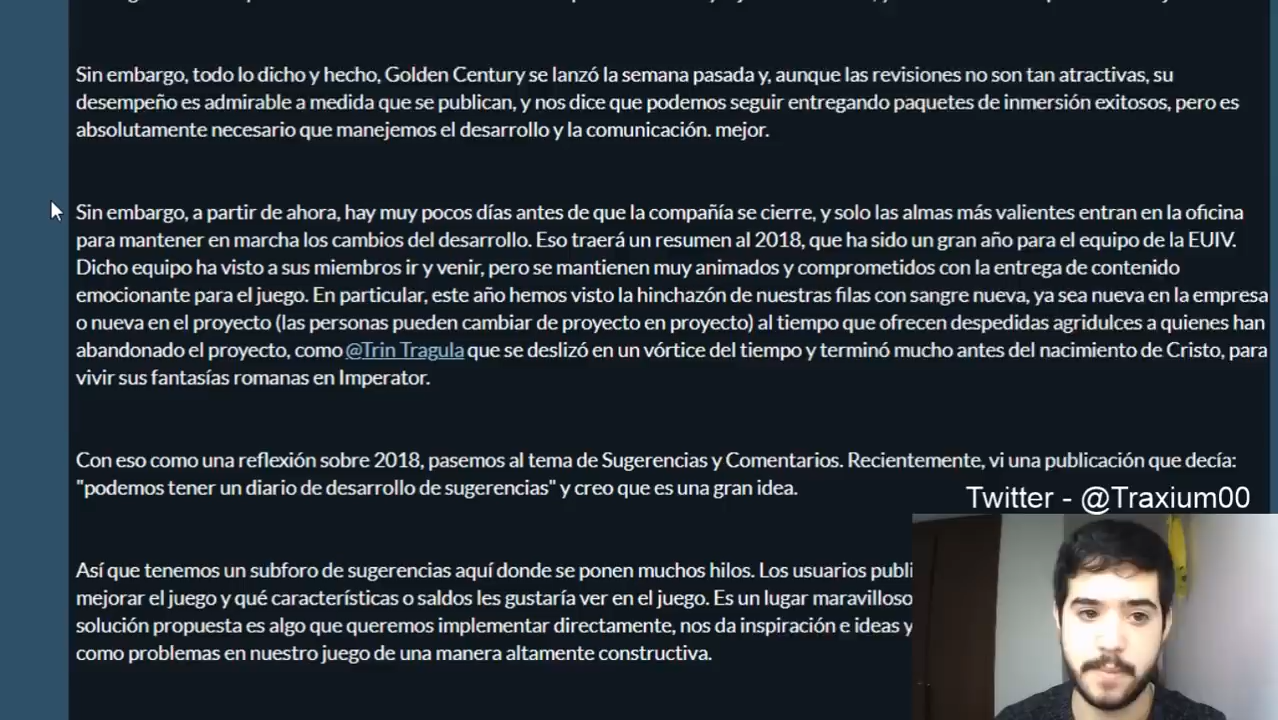 Sin embargo, todo lo dicho y hecho, Golden Century se lanzó la semana pasada y, aunque las revisiones no son tan atractivas, su
desempeño es admirable a medida que se publican, y nos dice que podemos seguir entregando paquetes de inmersión exitosos, pero es
absolutamente necesario que manejemos el desarrollo y la comunicación. mejor.
Sin embargo, a partir de ahora, hay muy pocos días antes de que la compañía se cierre, y solo las almas más valientes entran en la oficina
para mantener en marcha los cambios del desarrollo. Eso traerá un resumen al 2018, que ha sido un gran año para el equipo de la EUIV.
Dicho equipo ha visto a sus miembros ir y venir, pero se mantienen muy animados y comprometidos con la entrega de contenido
emocionante para el juego. En particular, este año hemos visto la hinchazón de nuestras filas con sangre nueva, ya sea nueva en la empresa
o nueva en el proyecto (las personas pueden cambiar de proyecto en proyecto) al tiempo que ofrecen despedidas agridulces a quienes han
abandonado el proyecto, como @Trin Tragula que se deslizó en un vórtice del tiempo y terminó mucho antes del nacimiento de Cristo, para
vivir sus fantasías romanas en Imperator.
Con eso como una reflexión sobre 2018, pasemos al tema de Sugerencias y Comentarios. Recientemente, vi una publicación que decía:
"podemos tener un diario de desarrollo de sugerencias" y creo que es una gran idea.
Twitter - @Traxium00
Así que tenemos un subforo de sugerencias aquí donde se ponen muchos hilos. Los usuarios publi
mejorar el juego y qué características o saldos les gustaría ver en el juego. Es un lugar maravilloso
solución propuesta es algo que queremos implementar directamente, nos da inspiración e ideas y
como problemas en nuestro juego de una manera altamente constructiva.